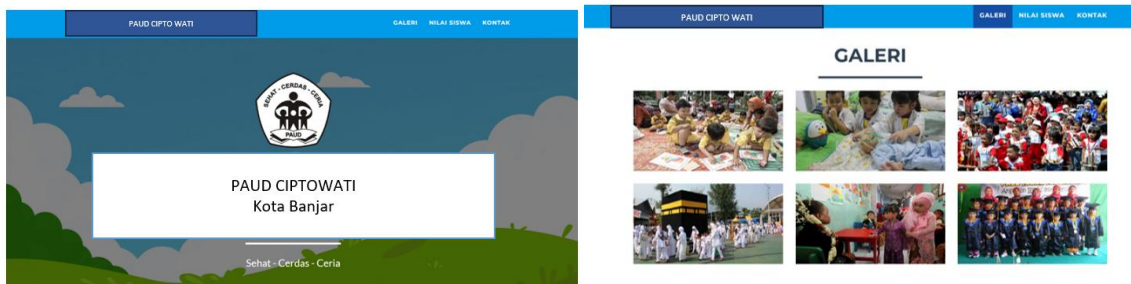 PAUD CIPTO WATI
GALERI NILAI SISWA KONTAK
SEHAT - CERDAS - CERIA
PAUD
PAUD CIPTOWATI
Kota Banjar
Sehat - Cerdas - Ceria
PAUD CIPTO WATI
GALERI NILAI SISWA KONTAK
GALERI